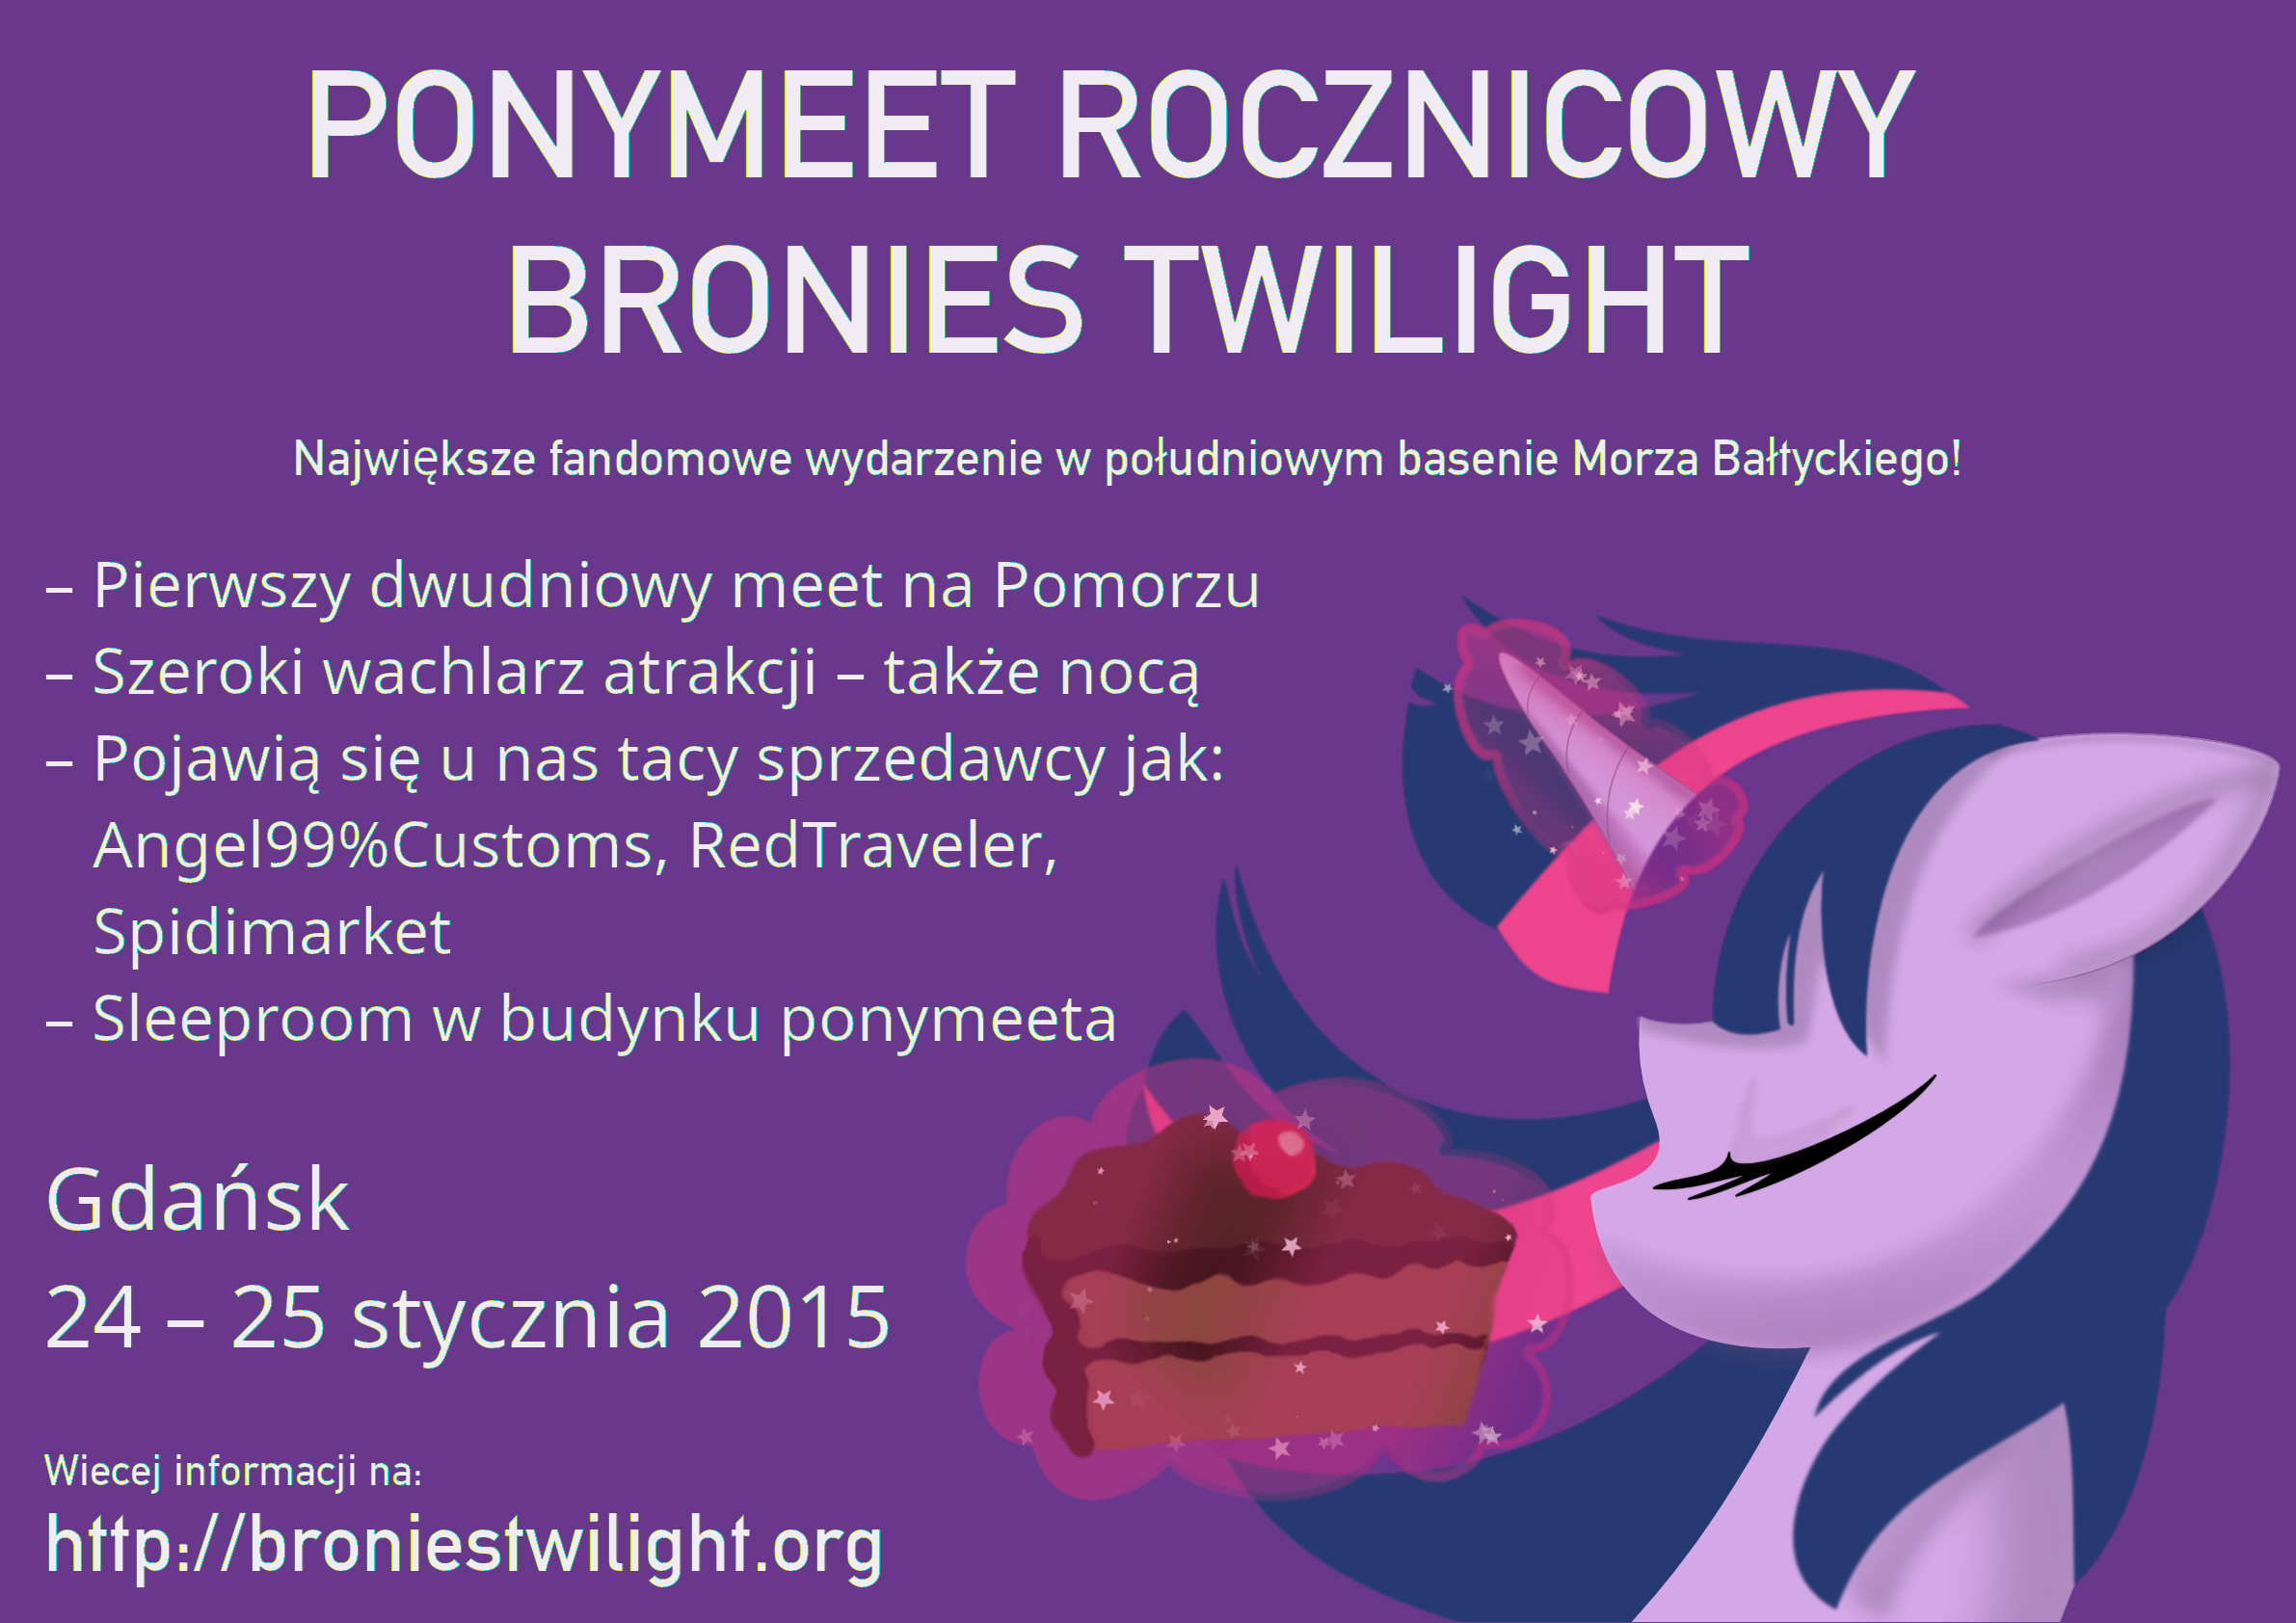 PONYMEET ROCZNICOWY
BRONIES TWILIGHT
Największe fandomowe wydarzenie w południowym basenie Morza Bałtyckiego!
– Pierwszy dwudniowy meet na Pomorzu
– Szeroki wachlarz atrakcji – także nocą
– Pojawią się u nas tacy sprzedawcy jak:
Angel99%Customs, RedTraveler,
Spidimarket
– Sleeproom w budynku ponymeeta
Gdańsk
24 – 25 stycznia 2015
Wiecej informacji na:
http://broniestwilight.org